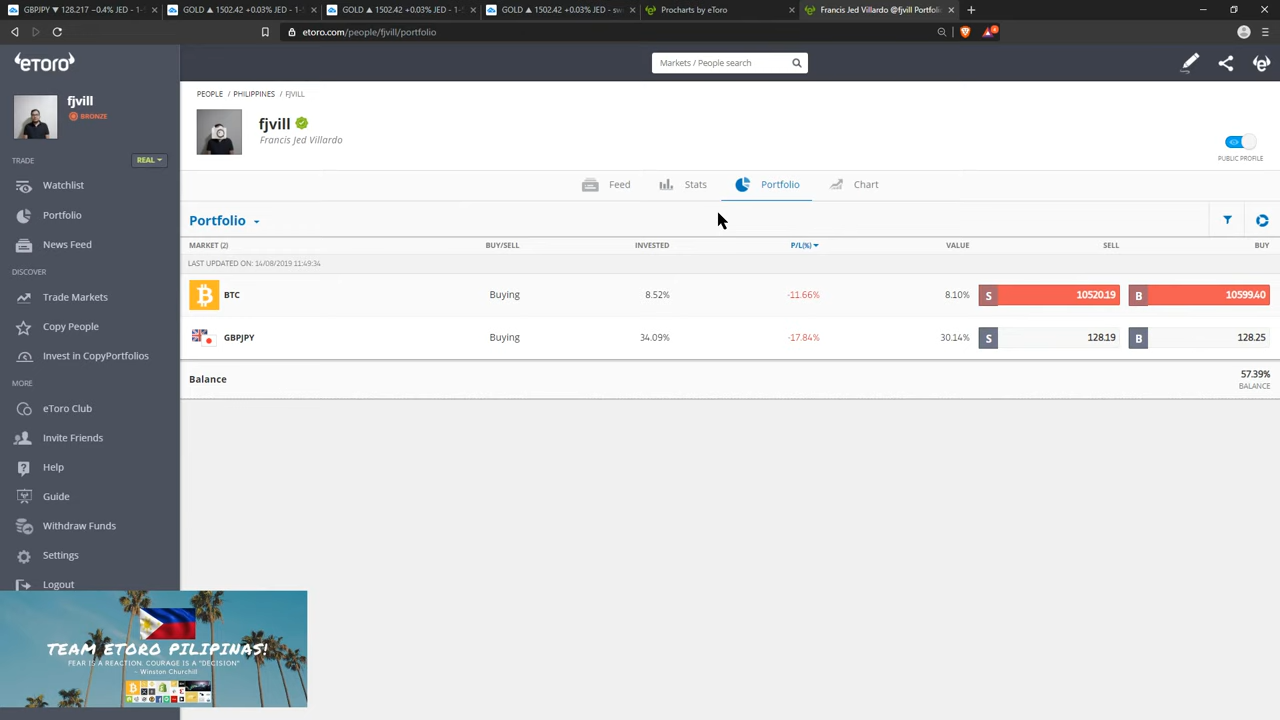 GBPJPY ▼ 128.217 −0.4% JED - 1-S
GOLD ▲ 1502.42 +0.03% JED - 1-S
GOLD ▲ 1502.42 +0.03% JED - 1-S
GOLD ▲ 1502.42 +0.03% JED - sw
Procharts by eToro
Francis Jed Villardo @fjvill Portfoli
etoro.com/people/fjvill/portfolio
eToro
Markets / People search
fjvill
BRONZE
PEOPLE / PHILIPPINES / FJVILL
fjvill
Francis Jed Villardo
PUBLIC PROFILE
TRADE
REAL
Watchlist
Portfolio
News Feed
DISCOVER
Trade Markets
Copy People
Invest in CopyPortfolios
MORE
eToro Club
Invite Friends
Help
Guide
Withdraw Funds
Settings
Logout
Feed Stats Portfolio Chart
Portfolio
MARKET (2) BUY/SELL INVESTED P/L(%) VALUE SELL BUY
LAST UPDATED ON: 14/08/2019 11:49:34
BTC Buying 8.52% -11.66% 8.10% S 10520.19 B 10599.40
GBPJPY Buying 34.09% -17.84% 30.14% S 128.19 B 128.25
Balance 57.39%
BALANCE
TEAM ETORO PILIPINAS!
FEAR IS A REACTION. COURAGE IS A "DECISION"
~ Winston Churchill